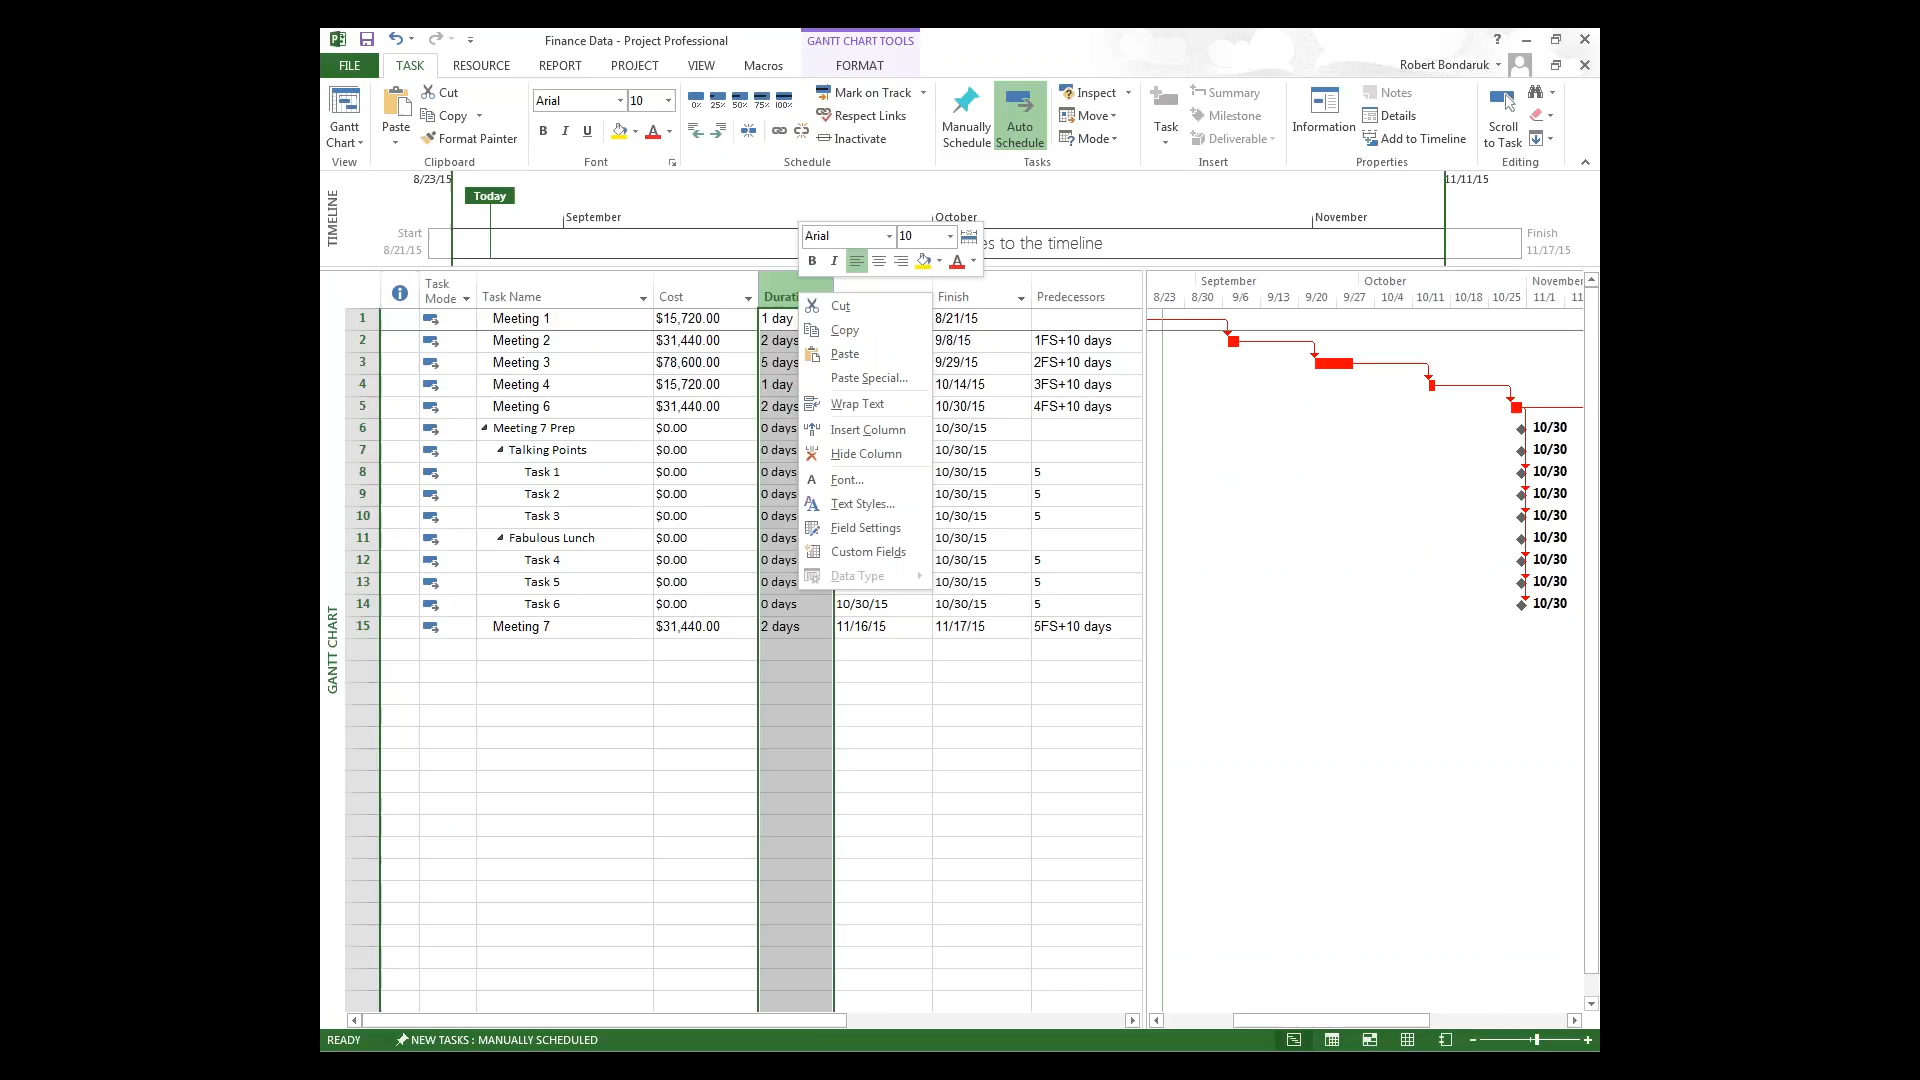 Finance Data - Project Professional
GANTT CHART TOOLS
?
FILE TASK RESOURCE REPORT PROJECT VIEW Macros FORMAT
Robert Bondaruk
Gantt Chart
View
Paste
Cut
Copy
Format Painter
Clipboard
Arial 10
B I U A
Font
0% 25% 50% 75% 100%
Mark on Track
Respect Links
Inactivate
Schedule
Manually Schedule
Auto Schedule
Inspect
Move
Mode
Tasks
Task
Summary
Milestone
Deliverable
Insert
Information
Notes
Details
Add to Timeline
Properties
Scroll to Task
Editing
TIMELINE
8/23/15
11/11/15
Today
September October November
Start
8/21/15
es to the timeline
Finish
11/17/15
Arial 10
B I A
GANTT CHART
Task Mode Task Name Cost Durati Finish Predecessors
1 Meeting 1 $15,720.00 1 day 8/21/15
2 Meeting 2 $31,440.00 2 days 9/8/15 1FS+10 days
3 Meeting 3 $78,600.00 5 days 9/29/15 2FS+10 days
4 Meeting 4 $15,720.00 1 day 10/14/15 3FS+10 days
5 Meeting 6 $31,440.00 2 days 10/30/15 4FS+10 days
6 Meeting 7 Prep $0.00 0 days 10/30/15
7 Talking Points $0.00 0 days 10/30/15
8 Task 1 $0.00 0 days 10/30/15 5
9 Task 2 $0.00 0 days 10/30/15 5
10 Task 3 $0.00 0 days 10/30/15 5
11 Fabulous Lunch $0.00 0 days 10/30/15
12 Task 4 $0.00 0 days 10/30/15 5
13 Task 5 $0.00 0 days 10/30/15 5
14 Task 6 $0.00 0 days 10/30/15 10/30/15 5
15 Meeting 7 $31,440.00 2 days 11/16/15 11/17/15 5FS+10 days
Cut
Copy
Paste
Paste Special...
Wrap Text
Insert Column
Hide Column
Font...
Text Styles...
Field Settings
Custom Fields
Data Type
September October November
8/23 8/30 9/6 9/13 9/20 9/27 10/4 10/11 10/18 10/25 11/1 11
10/30
10/30
10/30
10/30
10/30
10/30
10/30
10/30
10/30
READY NEW TASKS : MANUALLY SCHEDULED